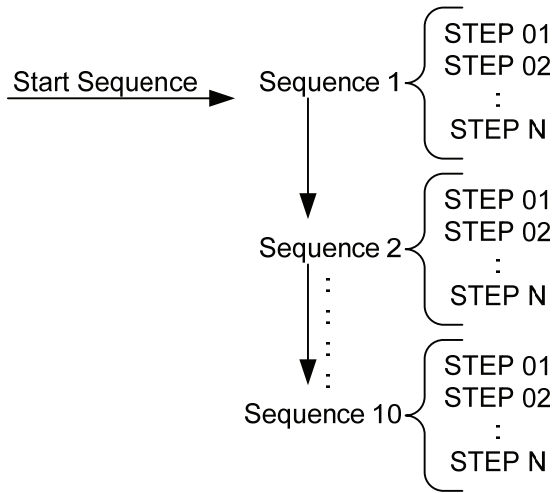 Start Sequence
Sequence 1
STEP 01
STEP 02
⋮
STEP N
Sequence 2
STEP 01
STEP 02
⋮
STEP N
Sequence 10
STEP 01
STEP 02
⋮
STEP N